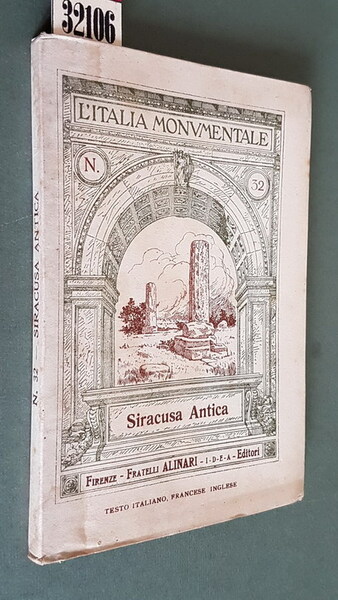 32106
L'ITALIA MONVMENTALE
N. 32
Siracusa Antica
FIRENZE - FRATELLI ALINARI - I·D·E·A - Editori
TESTO ITALIANO, FRANCESE INGLESE
N. 32 - SIRACUSA ANTICA